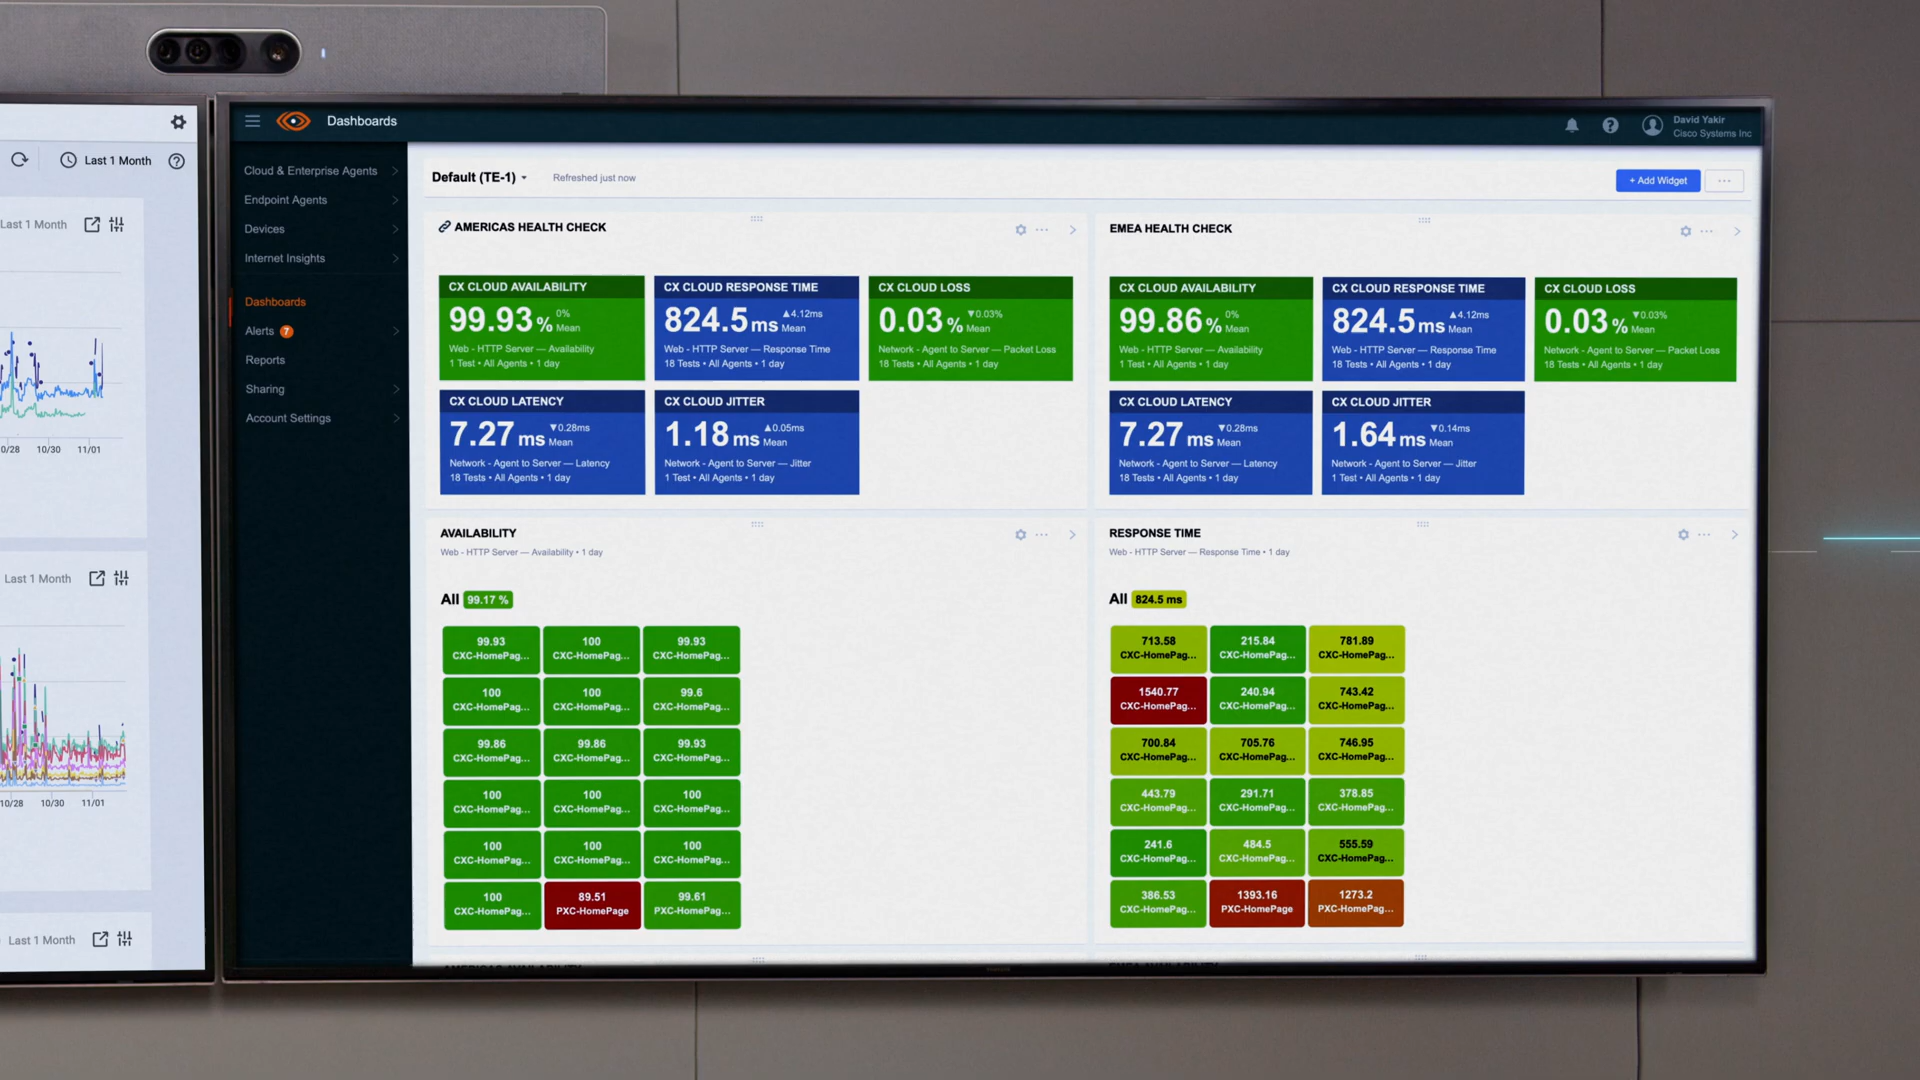 Last 1 Month
Last 1 Month
10/30
11/01
Last 1 Month
10/28
10/30
11/01
Last 1 Month
Dashboards
David Yakir
Cisco Systems Inc
Cloud & Enterprise Agents
Endpoint Agents
Devices
Internet Insights
Dashboards
Alerts 7
Reports
Sharing
Account Settings
Default (TE-1)
Refreshed just now
+ Add Widget
AMERICAS HEALTH CHECK
CX CLOUD AVAILABILITY
99.93 %
0%
Mean
Web - HTTP Server — Availability
1 Test • All Agents • 1 day
CX CLOUD RESPONSE TIME
824.5 ms
▲4.12ms
Mean
Web - HTTP Server — Response Time
18 Tests • All Agents • 1 day
CX CLOUD LOSS
0.03 %
▼0.03%
Mean
Network - Agent to Server — Packet Loss
18 Tests • All Agents • 1 day
CX CLOUD LATENCY
7.27 ms
▼0.28ms
Mean
Network - Agent to Server — Latency
18 Tests • All Agents • 1 day
CX CLOUD JITTER
1.18 ms
▲0.05ms
Mean
Network - Agent to Server — Jitter
1 Test • All Agents • 1 day
EMEA HEALTH CHECK
CX CLOUD AVAILABILITY
99.86 %
0%
Mean
Web - HTTP Server — Availability
1 Test • All Agents • 1 day
CX CLOUD RESPONSE TIME
824.5 ms
▲4.12ms
Mean
Web - HTTP Server — Response Time
18 Tests • All Agents • 1 day
CX CLOUD LOSS
0.03 %
▼0.03%
Mean
Network - Agent to Server — Packet Loss
18 Tests • All Agents • 1 day
CX CLOUD LATENCY
7.27 ms
▼0.28ms
Mean
Network - Agent to Server — Latency
18 Tests • All Agents • 1 day
CX CLOUD JITTER
1.64 ms
▼0.14ms
Mean
Network - Agent to Server — Jitter
1 Test • All Agents • 1 day
AVAILABILITY
Web - HTTP Server — Availability • 1 day
All 99.17 %
99.93 100 99.93
CXC-HomePag... CXC-HomePag... CXC-HomePag...
100 100 99.6
CXC-HomePag... CXC-HomePag... CXC-HomePag...
99.86 99.86 99.93
CXC-HomePag... CXC-HomePag... CXC-HomePag...
100 100 100
CXC-HomePag... CXC-HomePag... CXC-HomePag...
100 100 100
CXC-HomePag... CXC-HomePag... CXC-HomePag...
100 89.51 99.61
CXC-HomePag... PXC-HomePage PXC-HomePag...
RESPONSE TIME
Web - HTTP Server — Response Time • 1 day
All 824.5 ms
713.58 215.84 781.89
CXC-HomePag... CXC-HomePag... CXC-HomePag...
1540.77 240.94 743.42
CXC-HomePag... CXC-HomePag... CXC-HomePag...
700.84 705.76 746.95
CXC-HomePag... CXC-HomePag... CXC-HomePag...
443.79 291.71 378.85
CXC-HomePag... CXC-HomePag... CXC-HomePag...
241.6 484.5 555.59
CXC-HomePag... CXC-HomePag... CXC-HomePag...
386.53 1393.16 1273.2
CXC-HomePag... PXC-HomePage PXC-HomePag...